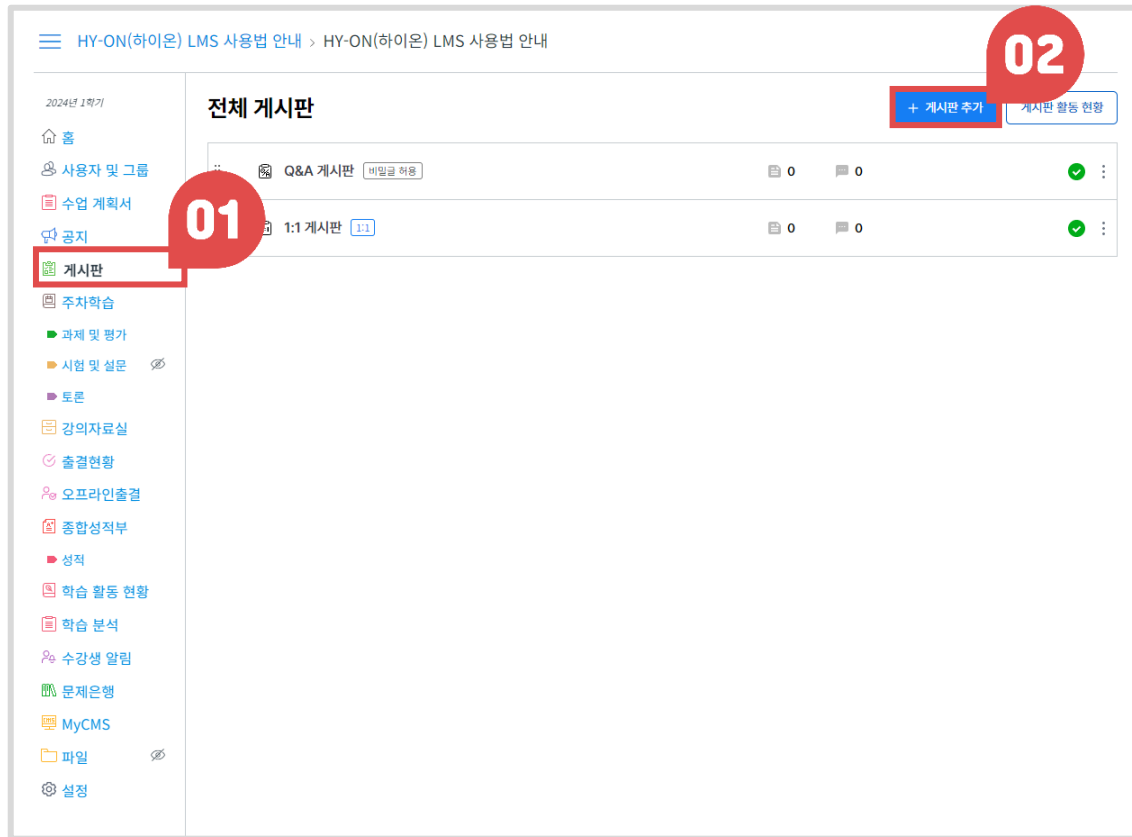 HY-ON(하이온) LMS 사용법 안내 › HY-ON(하이온) LMS 사용법 안내
02
2024년 1학기
전체 게시판
+ 게시판 추가
게시판 활동 현황
홈
사용자 및 그룹
Q&A 게시판 비밀글 허용 0 0
수업 계획서
01
공지
1:1 게시판 1:1 0 0
게시판
주차학습
과제 및 평가
시험 및 설문
토론
강의자료실
출결현황
오프라인출결
종합성적부
성적
학습 활동 현황
학습 분석
수강생 알림
문제은행
MyCMS
파일
설정